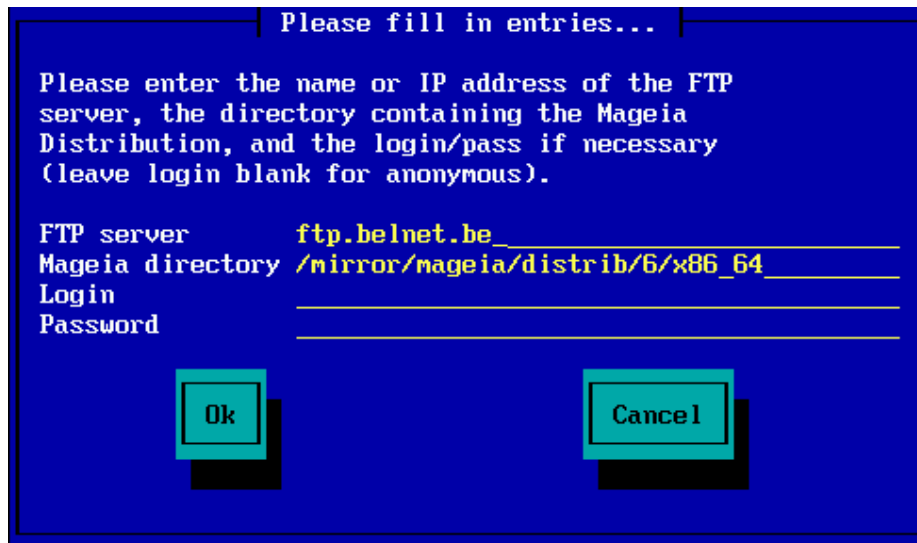 Please fill in entries...
Please enter the name or IP address of the FTP
server, the directory containing the Mageia
Distribution, and the login/pass if necessary
(leave login blank for anonymous).
FTP server ftp.belnet.be
Mageia directory /mirror/mageia/distrib/6/x86_64
Login
Password
Ok Cancel